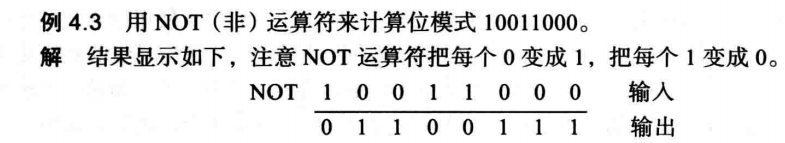 例 4.3 用 NOT（非）运算符来计算位模式 10011000。
解 结果显示如下，注意 NOT 运算符把每个 0 变成 1，把每个 1 变成 0。
NOT 1 0 0 1 1 0 0 0 输入
0 1 1 0 0 1 1 1 输出